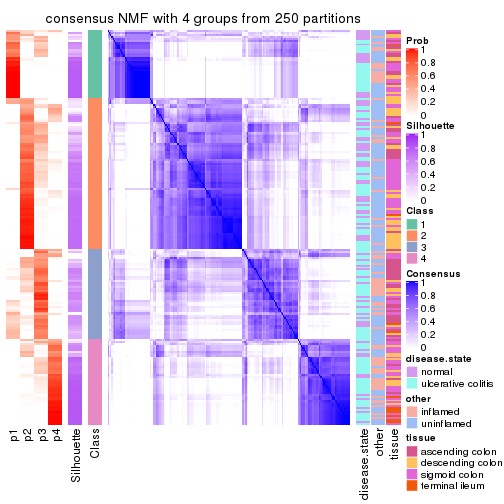 consensus NMF with 4 groups from 250 partitions
Prob
1
0.8
0.6
0.4
0.2
0
Silhouette
1
0.8
0.6
0.4
0.2
0
Class
1
2
3
4
Consensus
1
0.8
0.6
0.4
0.2
0
disease.state
normal
ulcerative colitis
other
inflamed
uninflamed
tissue
ascending colon
descending colon
sigmoid colon
terminal ileum
p1
p2
p3
p4
Silhouette
Class
disease.state
other
tissue